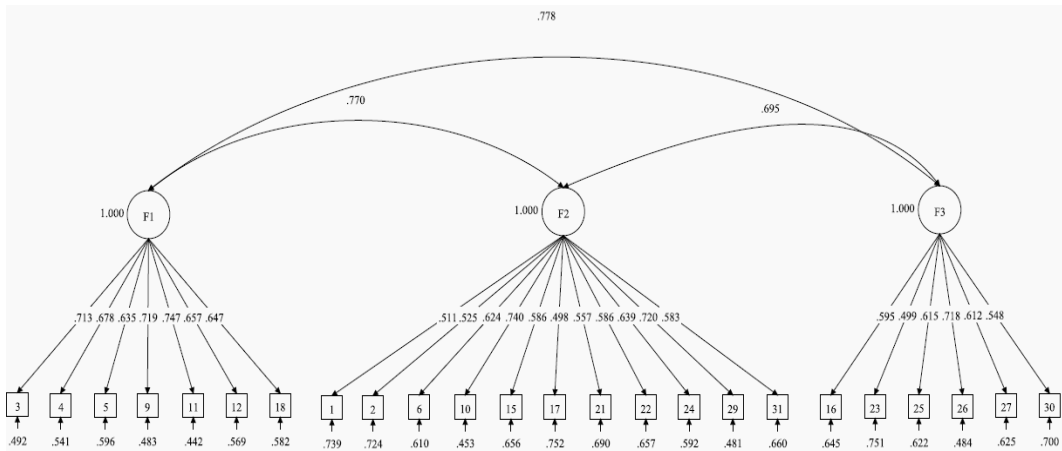 .778
.770 .695
1.000 F1 1.000 F2 1.000 F3
.713 .678 .635 .719 .747 .657 .647 .511 .525 .624 .740 .586 .498 .557 .586 .639 .720 .583 .595 .499 .615 .718 .612 .548
3 4 5 9 11 12 18 1 2 6 10 15 17 21 22 24 29 31 16 23 25 26 27 30
.492 .541 .596 .483 .442 .569 .582 .739 .724 .610 .453 .656 .752 .690 .657 .592 .481 .660 .645 .751 .622 .484 .625 .700